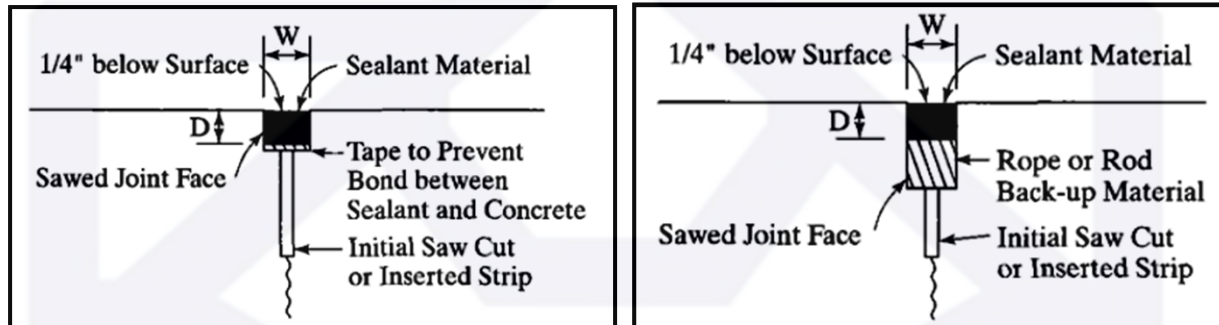 W
1/4" below Surface
Sealant Material
D
Sawed Joint Face
Tape to Prevent
Bond between
Sealant and Concrete
Initial Saw Cut
or Inserted Strip
W
1/4" below Surface
Sealant Material
D
Rope or Rod
Back-up Material
Sawed Joint Face
Initial Saw Cut
or Inserted Strip